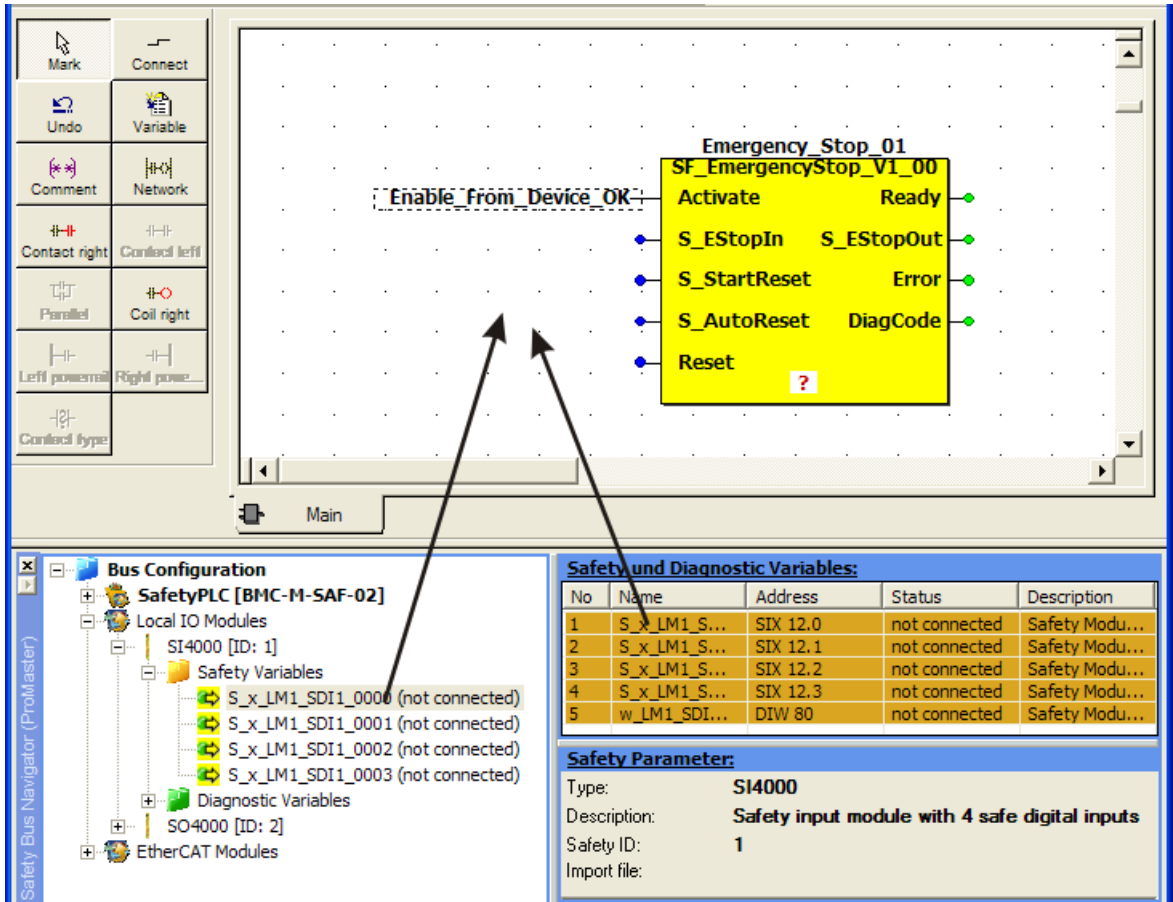 Mark Connect
Undo Variable
Comment Network
Contact right Contact left
Parallel Coil right
Left powerrail Right powe...
Contact type
Emergency_Stop_01
SF_EmergencyStop_V1_00
Enable_From_Device_OK Activate Ready
S_EStopIn S_EStopOut
S_StartReset Error
S_AutoReset DiagCode
Reset
?
Main
Safety Bus Navigator (ProMaster)
Bus Configuration
SafetyPLC [BMC-M-SAF-02]
Local IO Modules
SI4000 [ID: 1]
Safety Variables
S_x_LM1_SDI1_0000 (not connected)
S_x_LM1_SDI1_0001 (not connected)
S_x_LM1_SDI1_0002 (not connected)
S_x_LM1_SDI1_0003 (not connected)
Diagnostic Variables
SO4000 [ID: 2]
EtherCAT Modules
Safety und Diagnostic Variables:
No Name Address Status Description
1 S_x_LM1_S... SIX 12.0 not connected Safety Modu...
2 S_x_LM1_S... SIX 12.1 not connected Safety Modu...
3 S_x_LM1_S... SIX 12.2 not connected Safety Modu...
4 S_x_LM1_S... SIX 12.3 not connected Safety Modu...
5 w_LM1_SDI... DIW 80 not connected Safety Modu...
Safety Parameter:
Type: SI4000
Description: Safety input module with 4 safe digital inputs
Safety ID: 1
Import file: